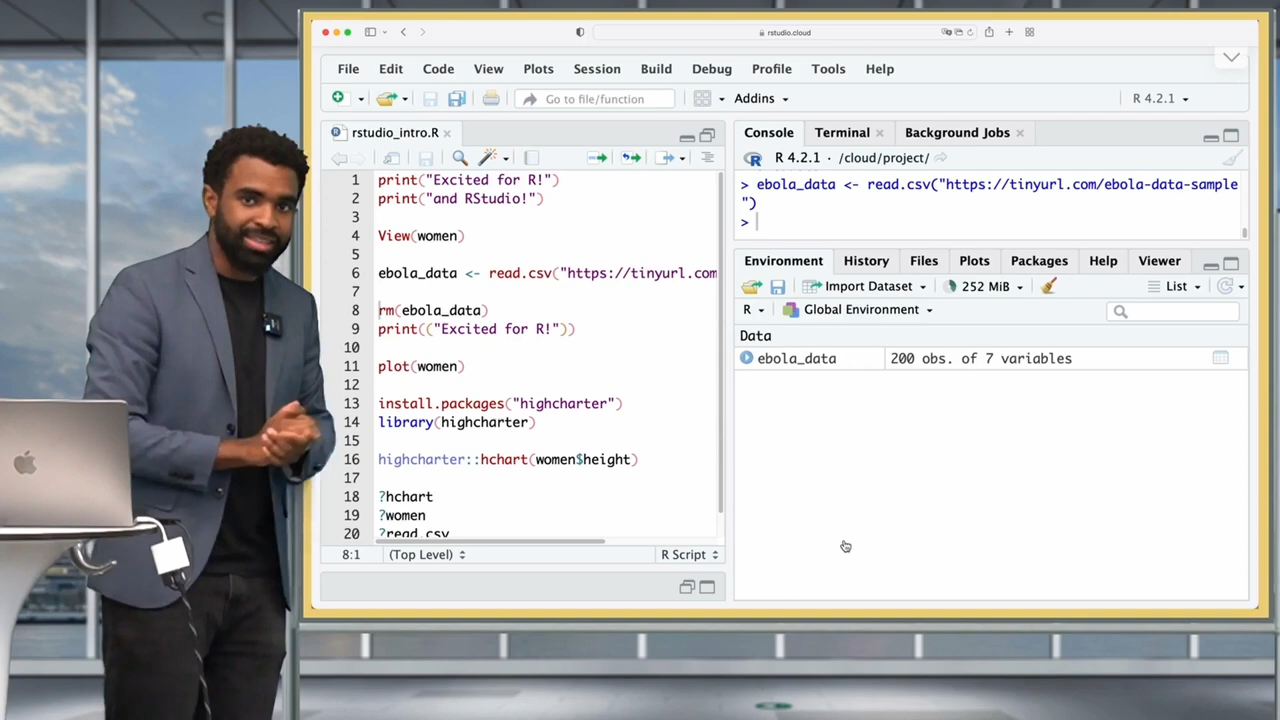 rstudio.cloud
File Edit Code View Plots Session Build Debug Profile Tools Help
Go to file/function
Addins
R 4.2.1
rstudio_intro.R
1 print("Excited for R!")
2 print("and RStudio!")
3
4 View(women)
5
6 ebola_data <- read.csv("https://tinyurl.com
7
8 rm(ebola_data)
9 print(("Excited for R!"))
10
11 plot(women)
12
13 install.packages("highcharter")
14 library(highcharter)
15
16 highcharter::hchart(women$height)
17
18 ?hchart
19 ?women
20 ?read.csv
8:1 (Top Level) R Script
Console Terminal Background Jobs
R 4.2.1 · /cloud/project/
> ebola_data <- read.csv("https://tinyurl.com/ebola-data-sample
")
>
Environment History Files Plots Packages Help Viewer
Import Dataset 252 MiB List
R Global Environment
Data
ebola_data 200 obs. of 7 variables